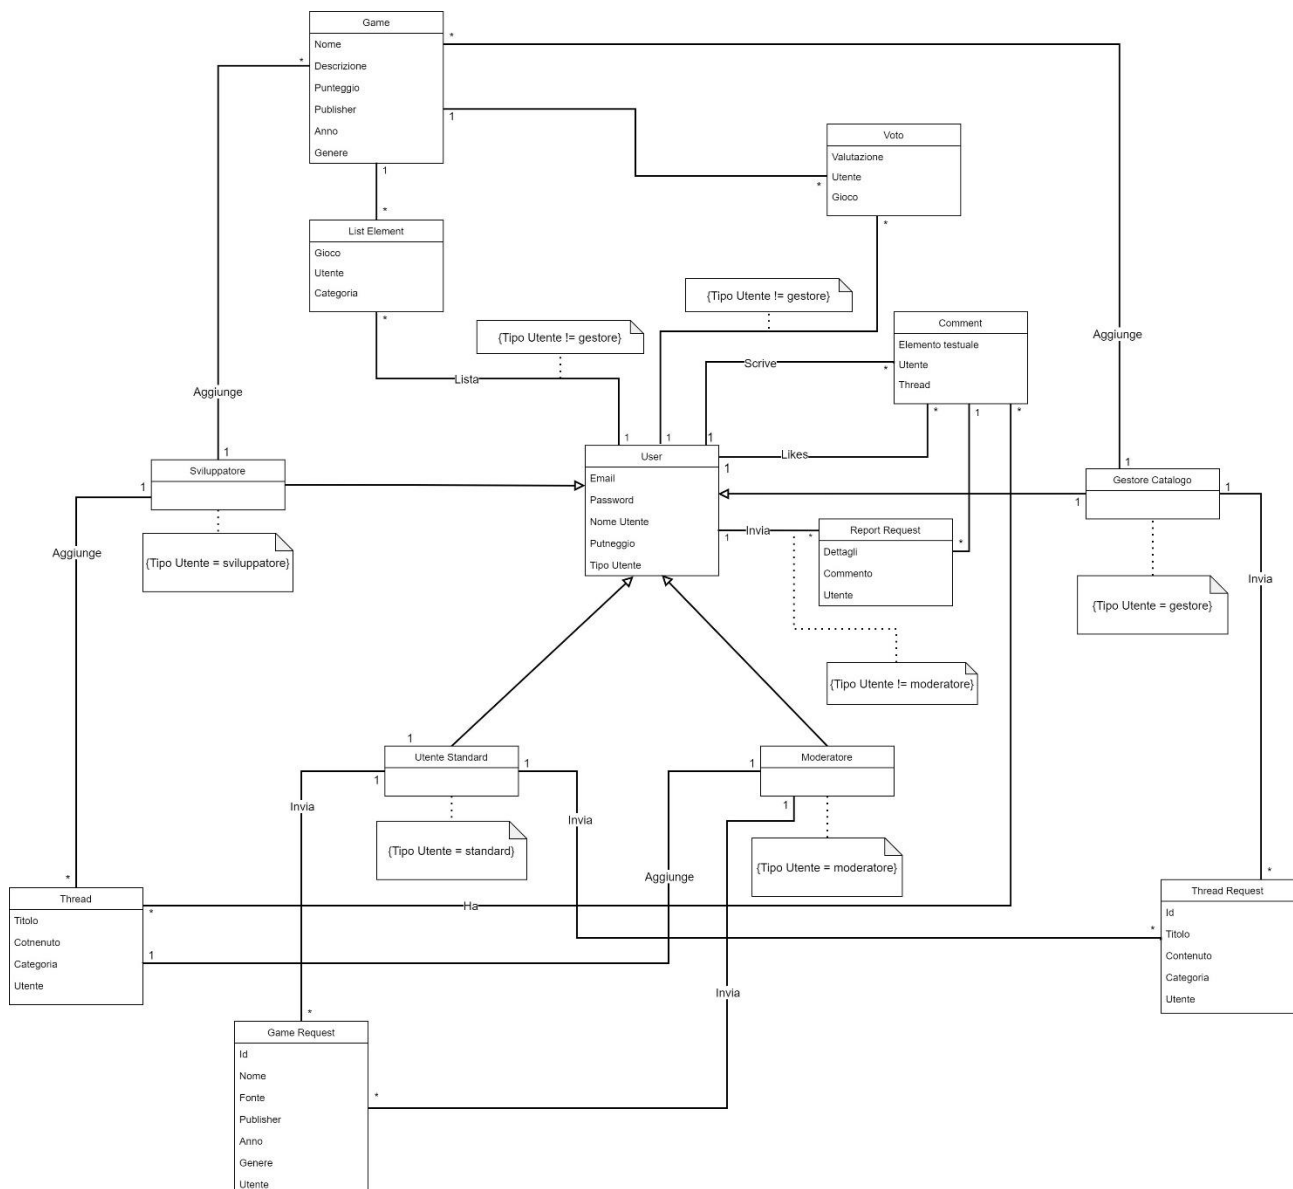 Game
Nome
Descrizione
Punteggio
Publisher
Anno
Genere
*
*
1
1
*
Voto
Valutazione
Utente
Gioco
*
*
List Element
Gioco
Utente
Categoria
*
{Tipo Utente != gestore}
{Tipo Utente != gestore}
Comment
Elemento testuale
Utente
Thread
Aggiunge
Scrive
*
Lista
Aggiunge
*
1
*
1
1
1
1
User
Email
Password
Nome Utente
Putneggio
Tipo Utente
Likes
1
1
Sviluppatore
1
{Tipo Utente = sviluppatore}
Aggiunge
1
Gestore Catalogo
1
1
{Tipo Utente = gestore}
Invia
Invia
1
*
Report Request
Dettagli
Commento
Utente
*
{Tipo Utente != moderatore}
1
Utente Standard
1
1
{Tipo Utente = standard}
Invia
Invia
Moderatore
1
1
{Tipo Utente = moderatore}
Aggiunge
*
Thread
Titolo
Cotnenuto
Categoria
Utente
*
1
Ha
*
*
Thread Request
Id
Titolo
Contenuto
Categoria
Utente
Invia
*
Game Request
Id
Nome
Fonte
Publisher
Anno
Genere
Utente
*